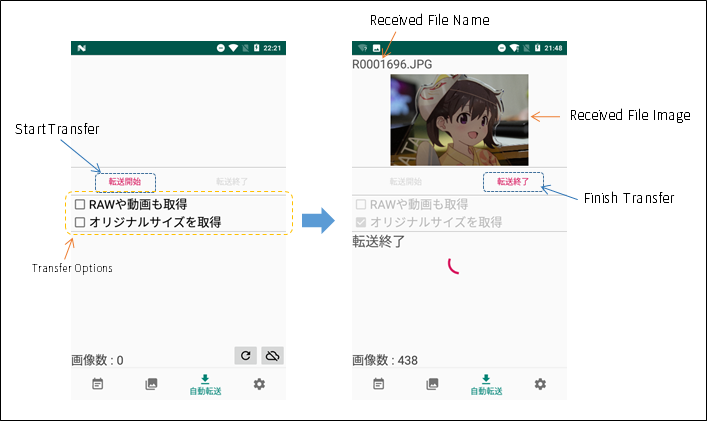 Received File Name
22:21
21:48
R0001696.JPG
Start Transfer
Received File Image
転送開始
転送終了
転送開始
転送終了
Finish Transfer
RAWや動画も取得
オリジナルサイズを取得
RAWや動画も取得
オリジナルサイズを取得
転送終了
Transfer Options
画像数 : 0
画像数 : 438
自動転送
自動転送